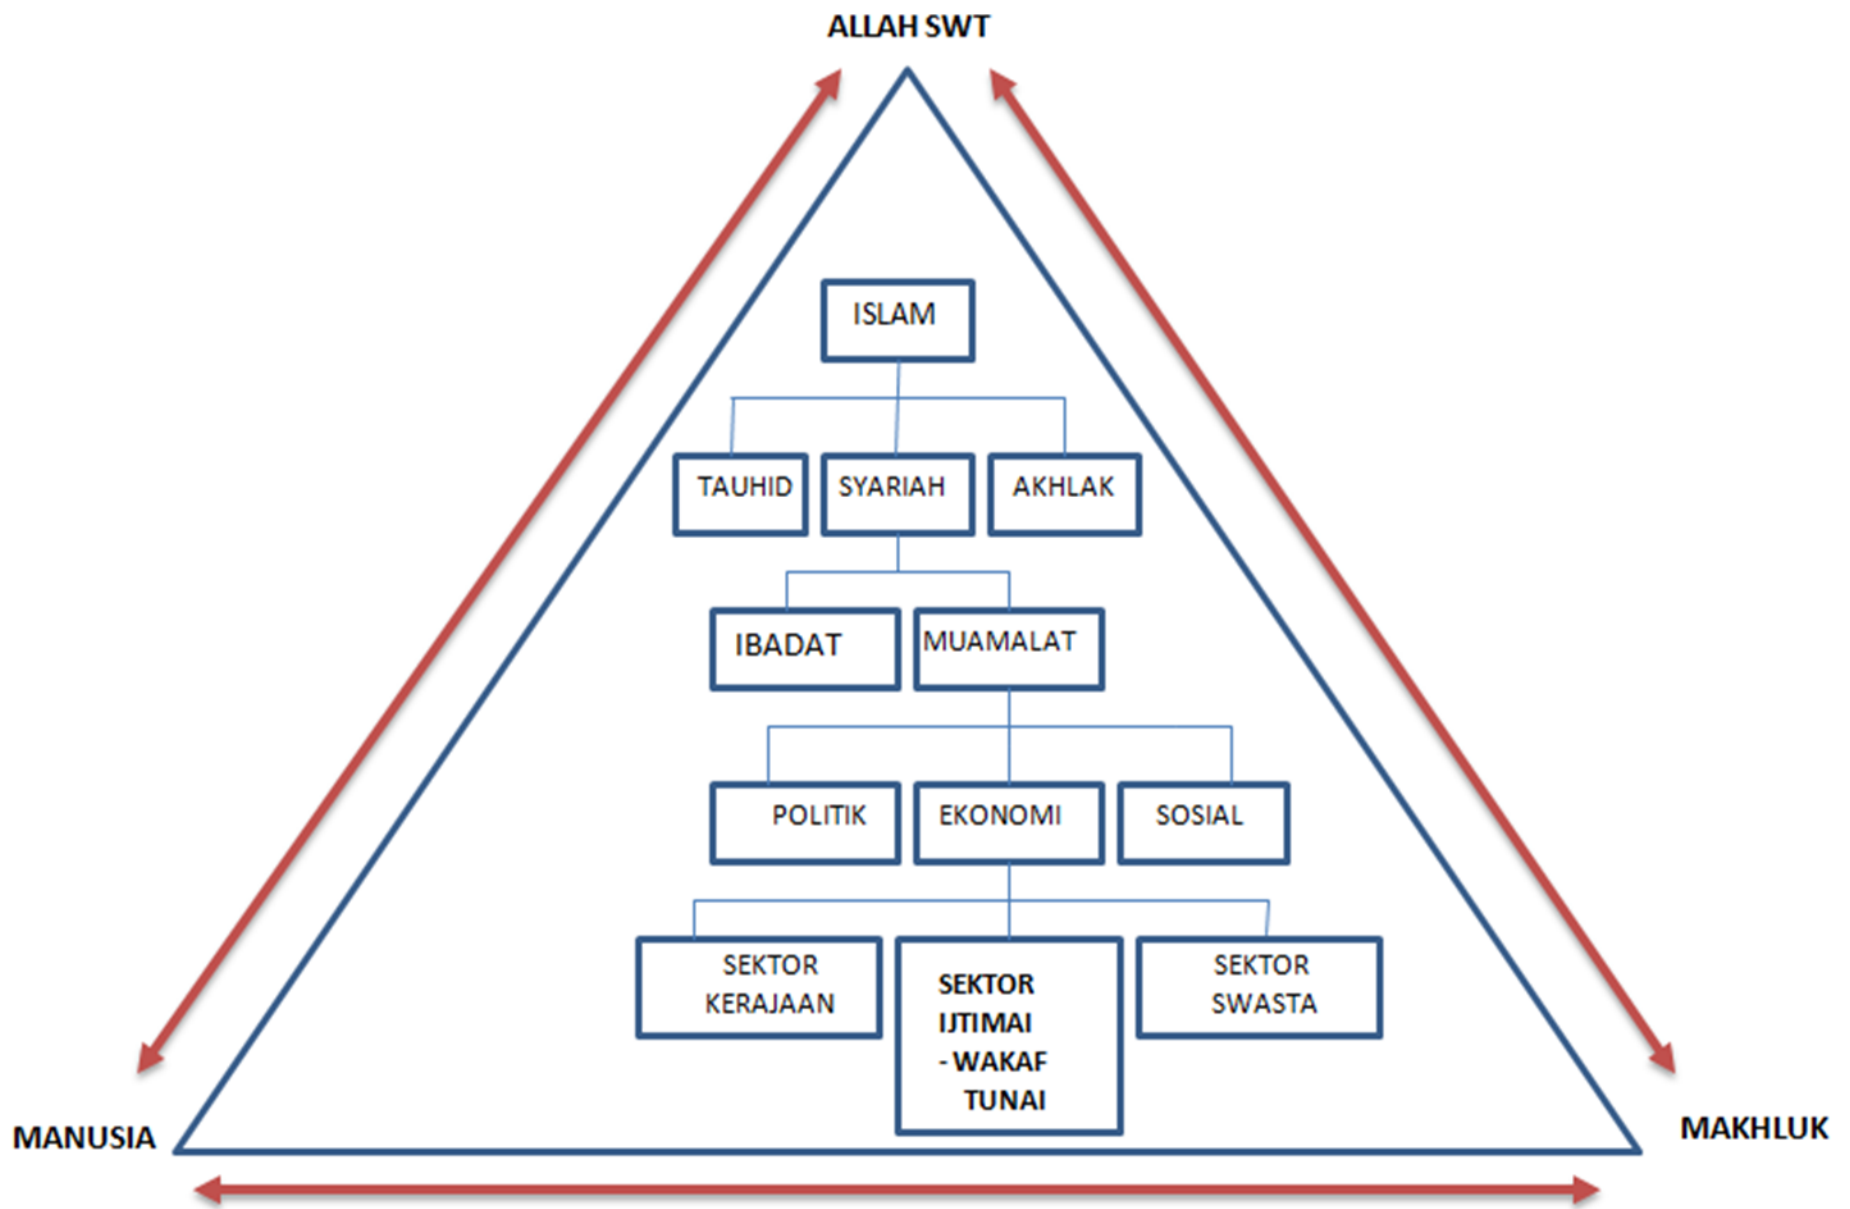 ALLAH SWT
ISLAM
TAUHID
SYARIAH
AKHLAK
IBADAT
MUAMALAT
POLITIK
EKONOMI
SOSIAL
SEKTOR
KERAJAAN
SEKTOR
IJTIMAI
- WAKAF
TUNAI
SEKTOR
SWASTA
MANUSIA
MAKHLUK